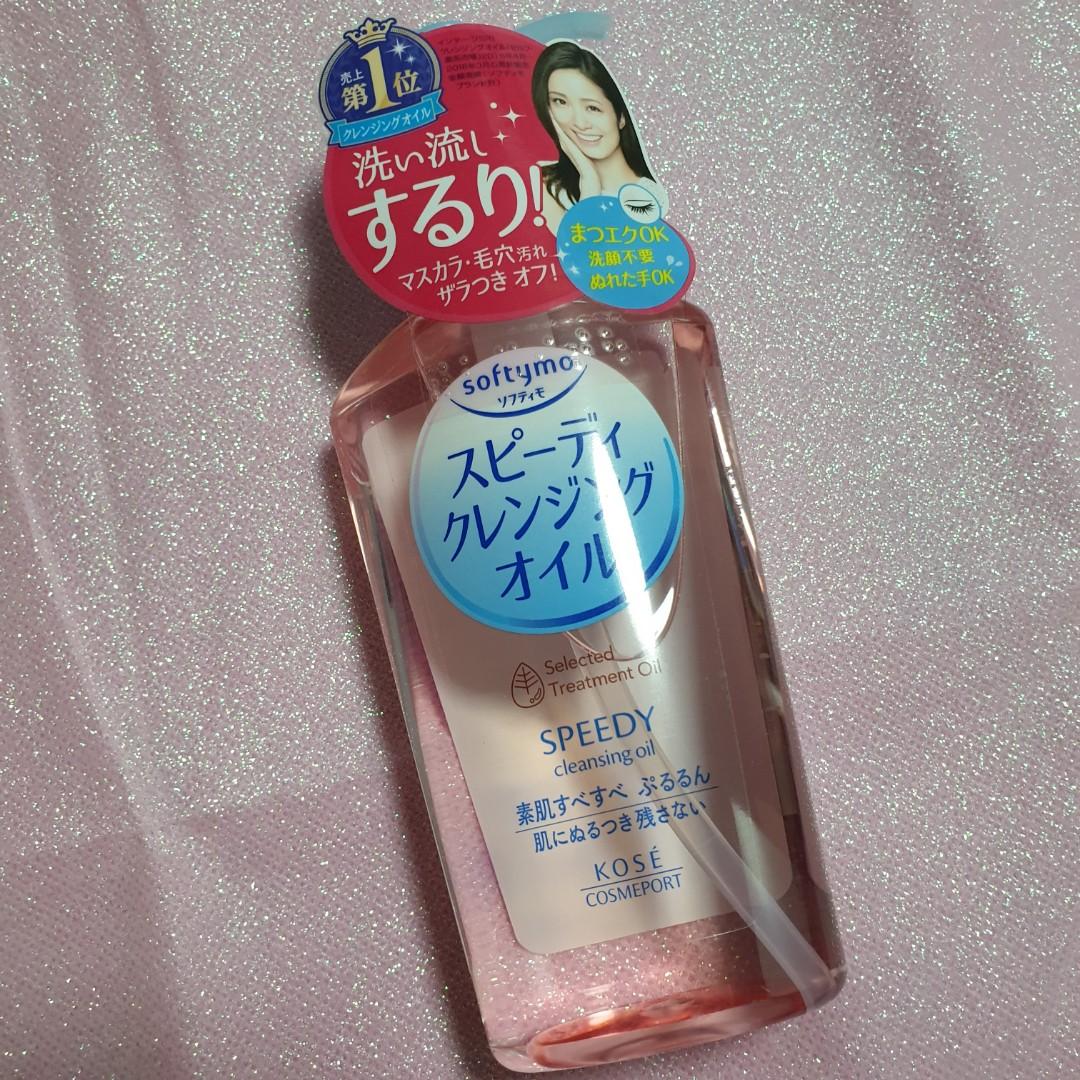 売上
第1位
クレンジングオイル
洗い流し
するり!
マスカラ・毛穴汚れ
ザラつき オフ!
まつエクOK
洗顔不要
ぬれた手OK
softymo
ソフティモ
スピーディ
クレンジング
オイル
Selected
Treatment Oil
SPEEDY
cleansing oil
素肌すべすべ ぷるるん
肌にぬるつき残さない
KOSÉ
COSMEPORT